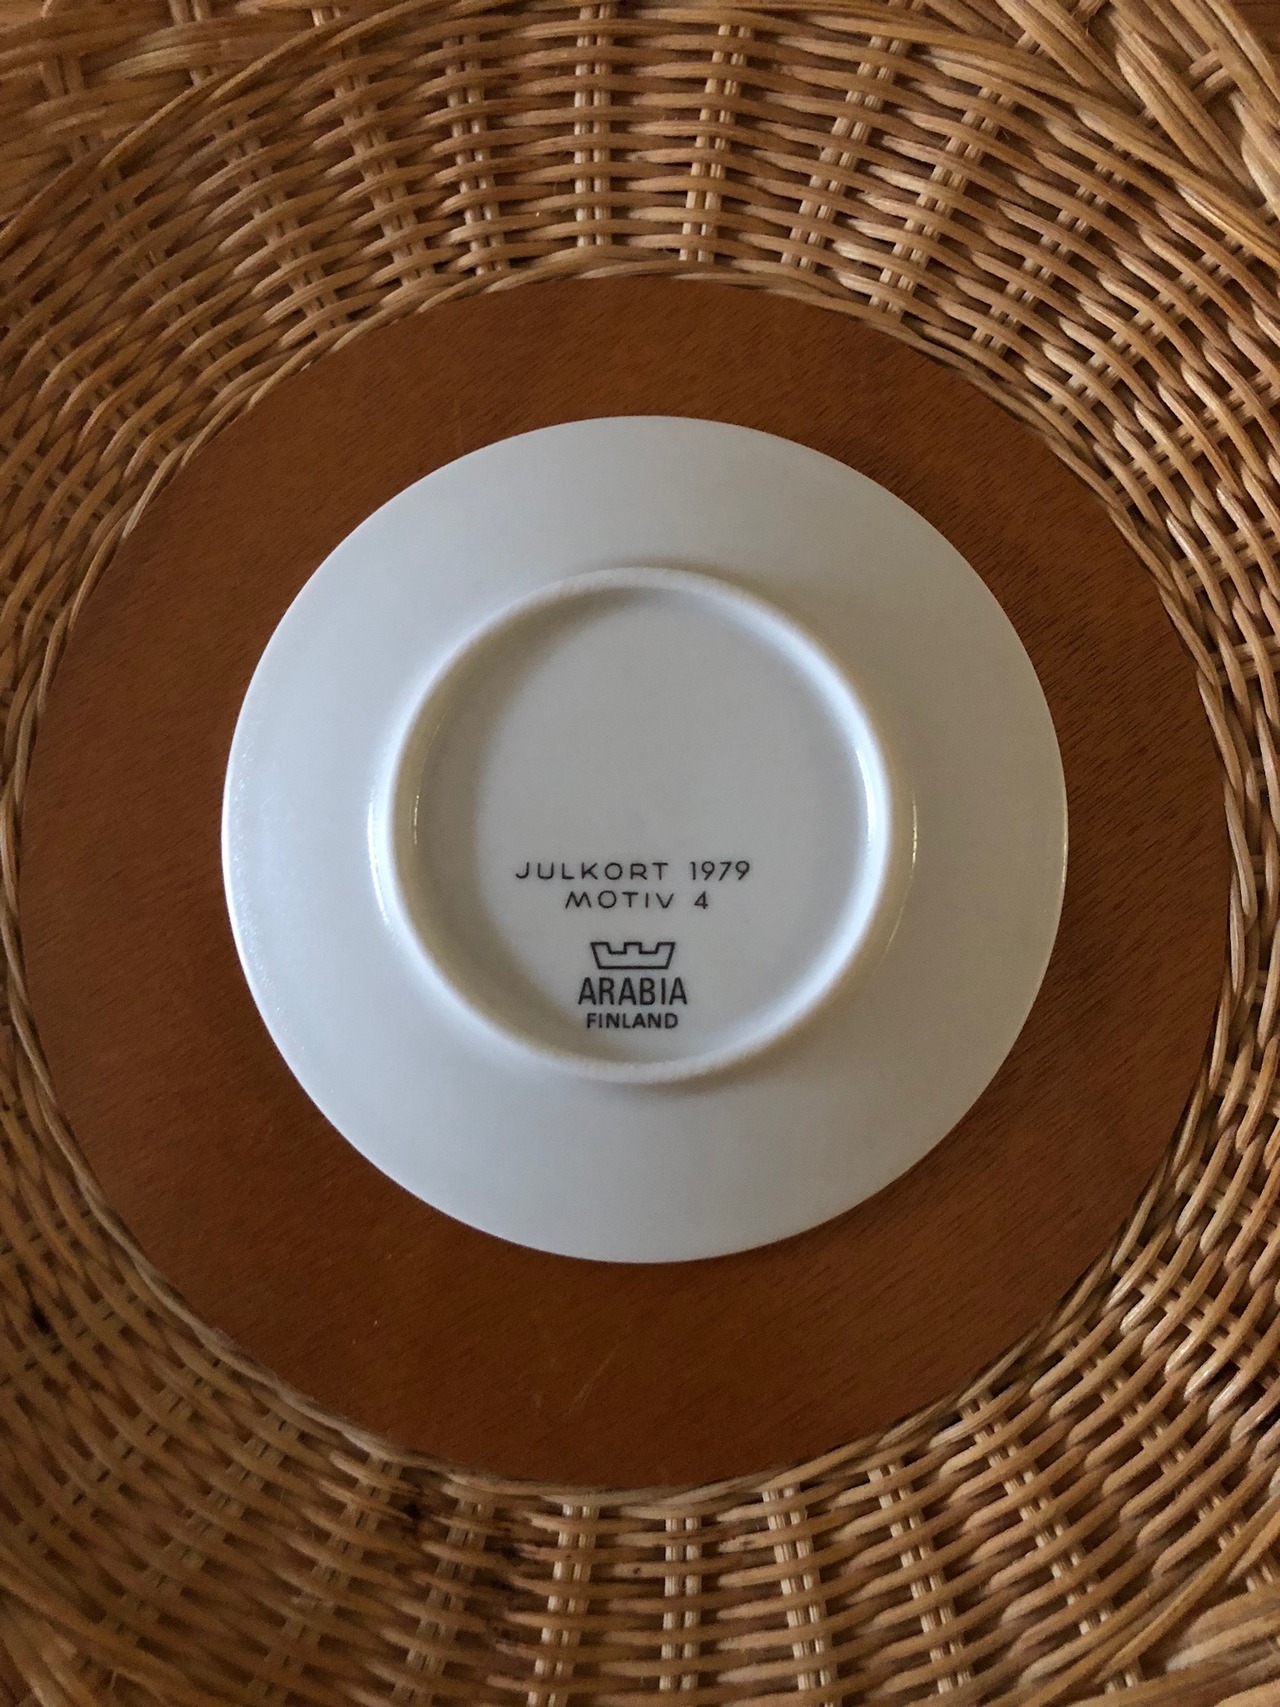 JULKORT 1979
MOTIV 4
ARABIA
FINLAND